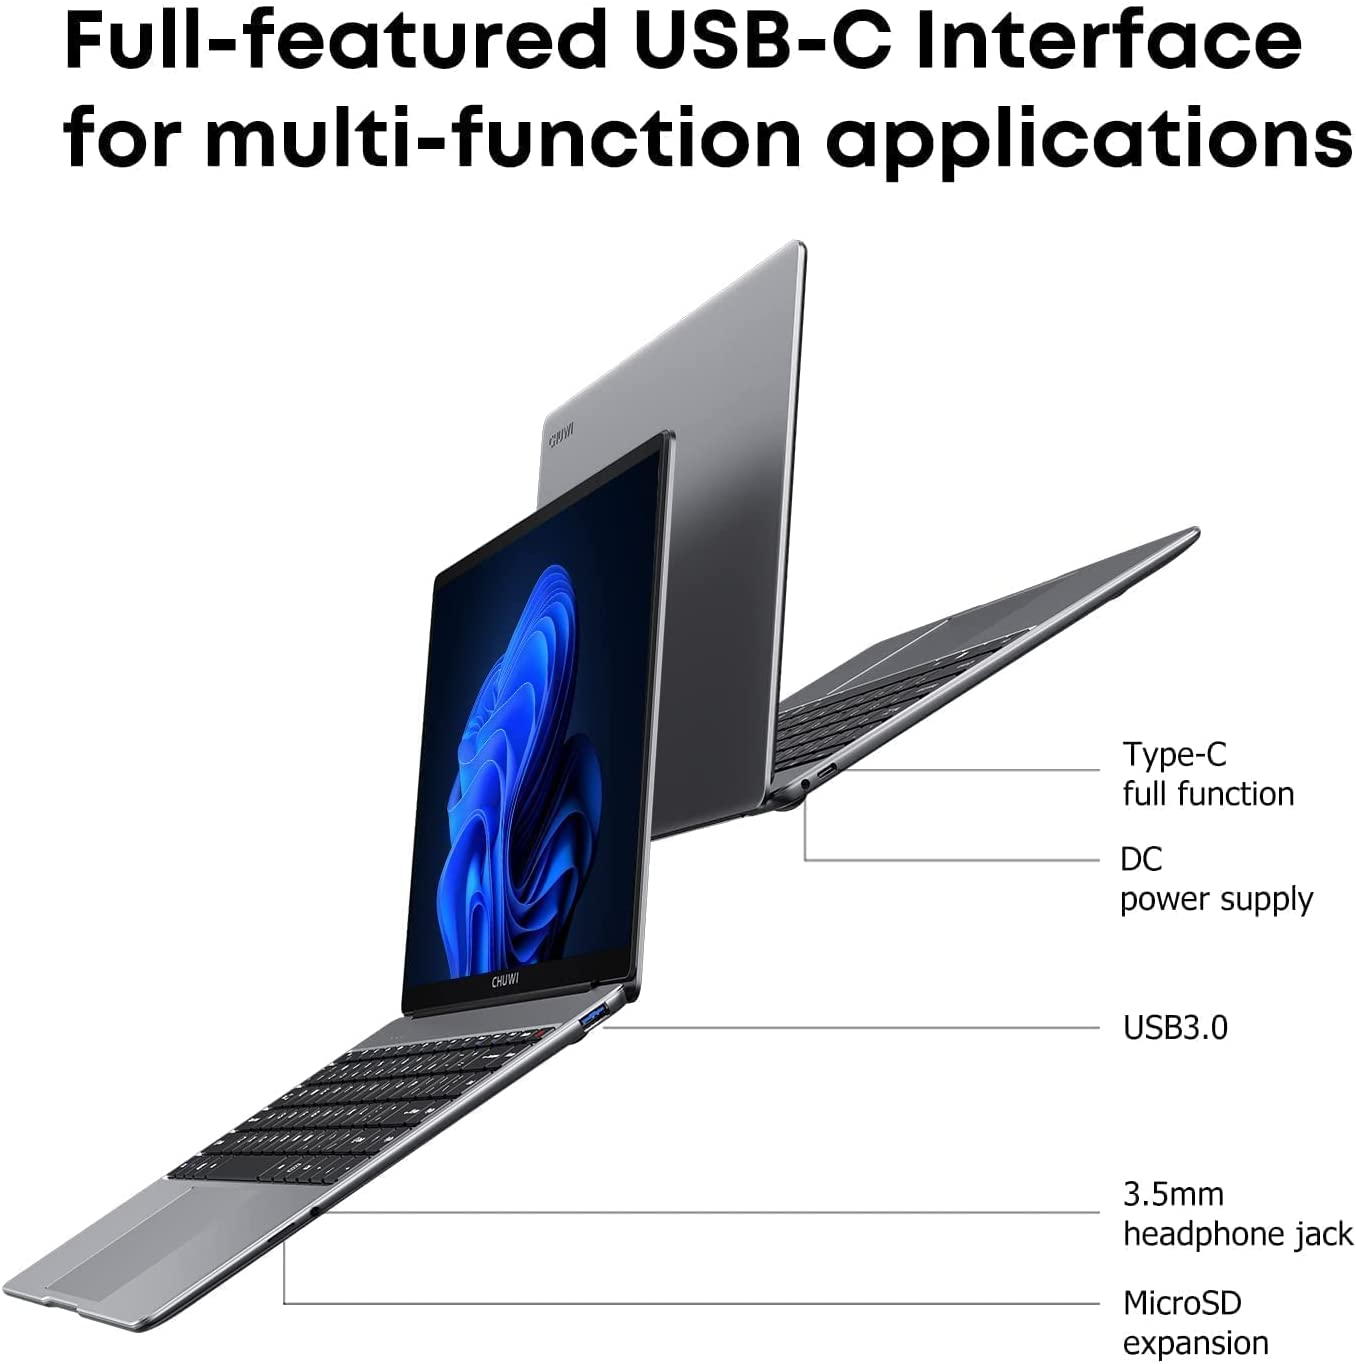 Full-featured USB-C Interface
for multi-function applications
CHUWI
CHUWI
Type-C
full function
DC
power supply
USB3.0
3.5mm
headphone jack
MicroSD
expansion